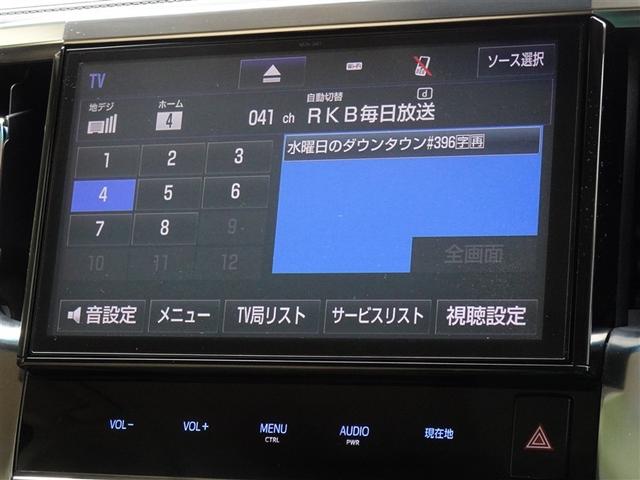 TV
Wi-Fi
ソース選択
地デジ
ホーム
4
041 ch
自動切替
d
RKB毎日放送
水曜日のダウンタウン#396字再
1 2 3
4 5 6
7 8 9
10 11 12
全画面
音設定 メニュー TV局リスト サービスリスト 視聴設定
VOL− VOL+ MENU CTRL AUDIO PWR 現在地